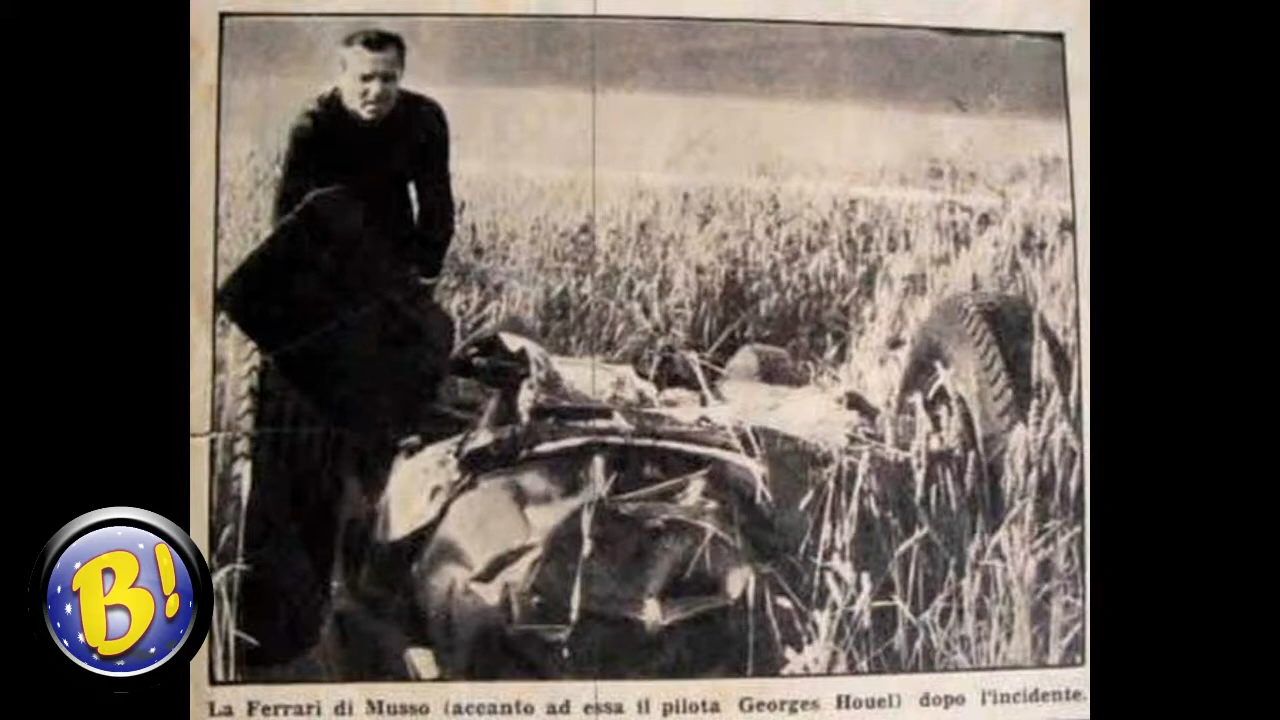 B!
La Ferrari di Musso (accanto ad essa il pilota Georges Houel) dopo l'incidente.